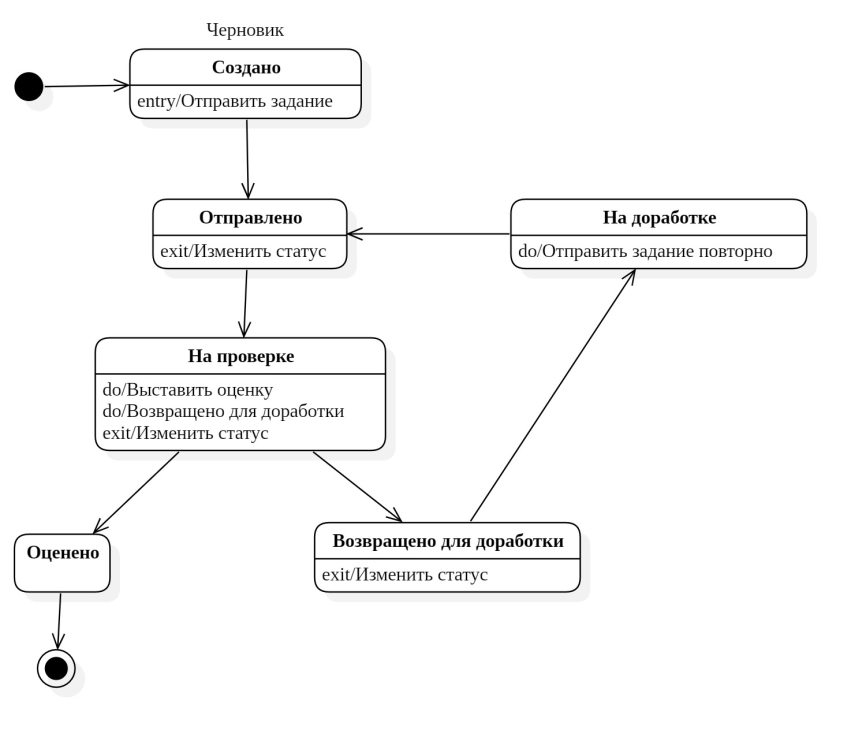 Черновик
Создано
entry/Отправить задание
Отправлено
exit/Изменить статус
На доработке
do/Отправить задание повторно
На проверке
do/Выставить оценку
do/Возвращено для доработки
exit/Изменить статус
Оценено
Возвращено для доработки
exit/Изменить статус